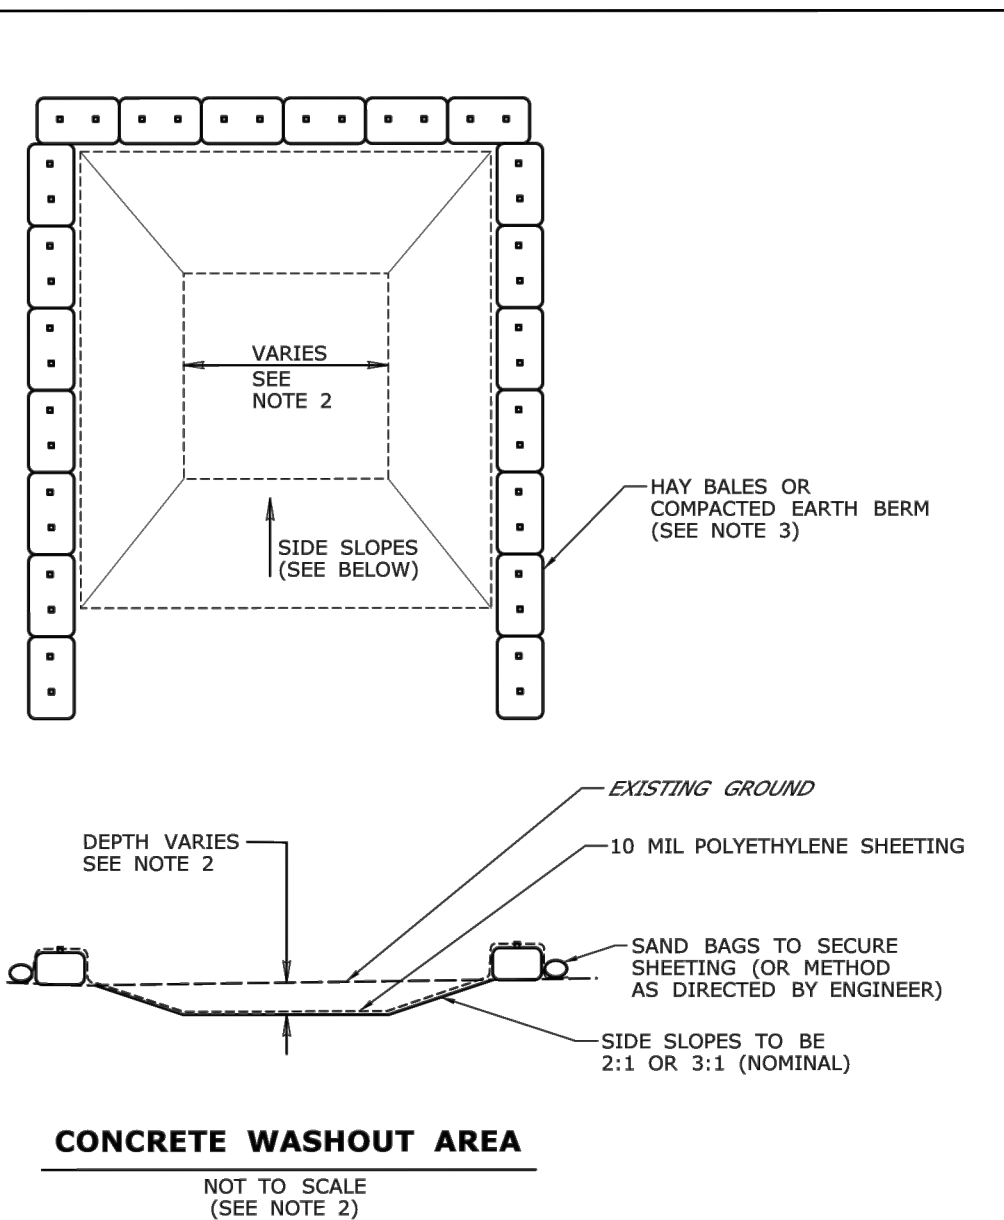 VARIES
SEE
NOTE 2
HAY BALES OR
COMPACTED EARTH BERM
(SEE NOTE 3)
SIDE SLOPES
(SEE BELOW)
EXISTING GROUND
DEPTH VARIES
SEE NOTE 2
10 MIL POLYETHYLENE SHEETING
SAND BAGS TO SECURE
SHEETING (OR METHOD
AS DIRECTED BY ENGINEER)
SIDE SLOPES TO BE
2:1 OR 3:1 (NOMINAL)
CONCRETE WASHOUT AREA
NOT TO SCALE
(SEE NOTE 2)